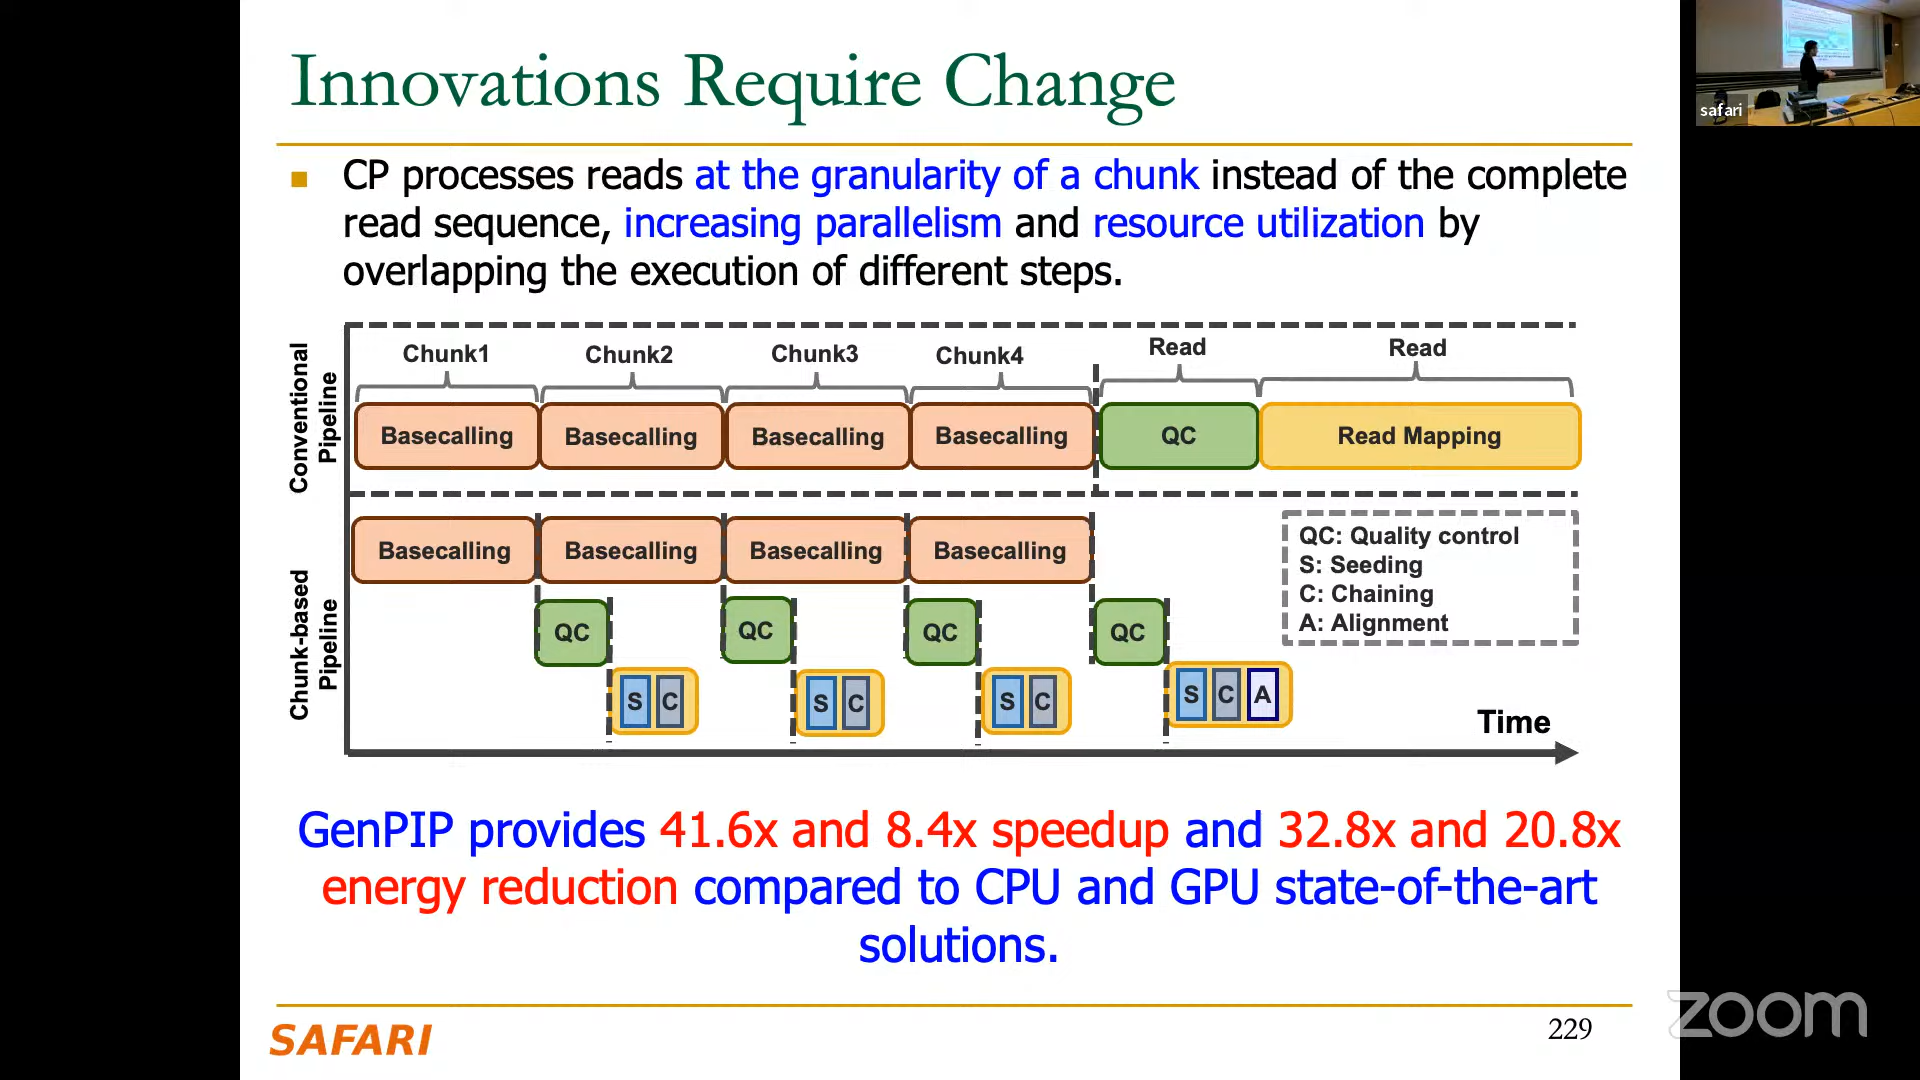 Innovations Require Change
safari
CP processes reads at the granularity of a chunk instead of the complete
read sequence, increasing parallelism and resource utilization by
overlapping the execution of different steps.
Conventional
Pipeline
Chunk1 Chunk2 Chunk3 Chunk4 Read Read
Basecalling Basecalling Basecalling Basecalling QC Read Mapping
Chunk-based
Pipeline
Basecalling Basecalling Basecalling Basecalling
QC QC QC QC
S C S C S C S C A
QC: Quality control
S: Seeding
C: Chaining
A: Alignment
Time
GenPIP provides 41.6x and 8.4x speedup and 32.8x and 20.8x
energy reduction compared to CPU and GPU state-of-the-art
solutions.
SAFARI
229
zoom